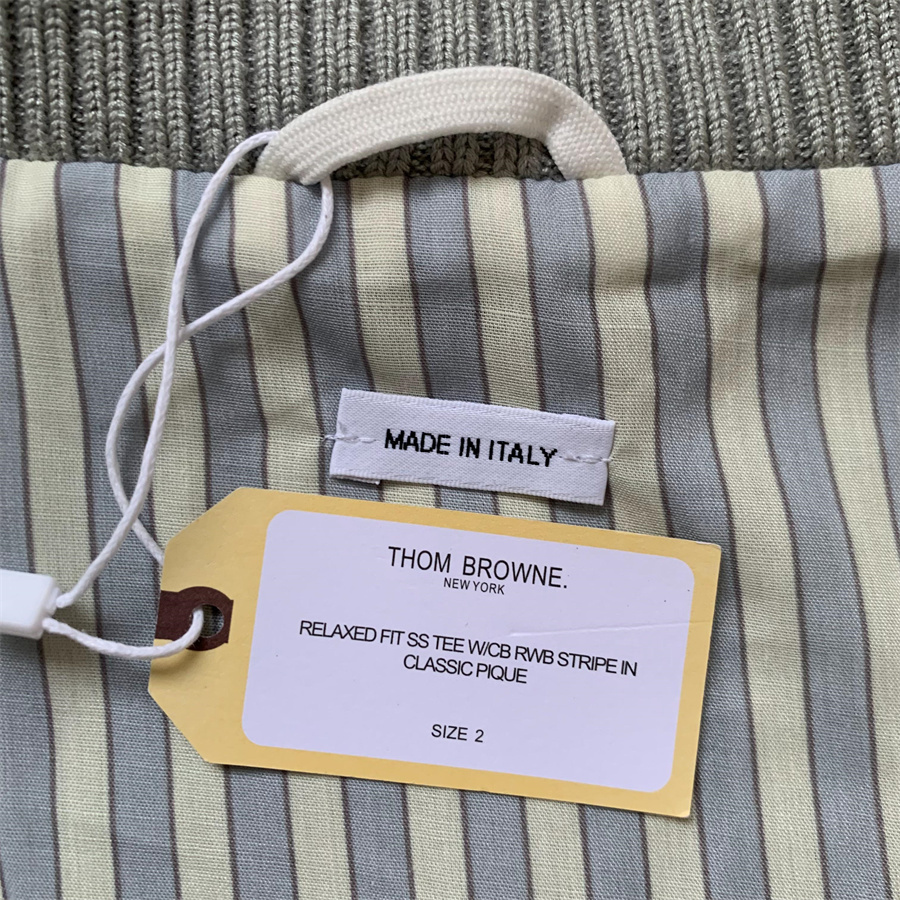 MADE IN ITALY
THOM BROWNE.
NEW YORK
RELAXED FIT SS TEE W/CB RWB STRIPE IN
CLASSIC PIQUE
SIZE 2